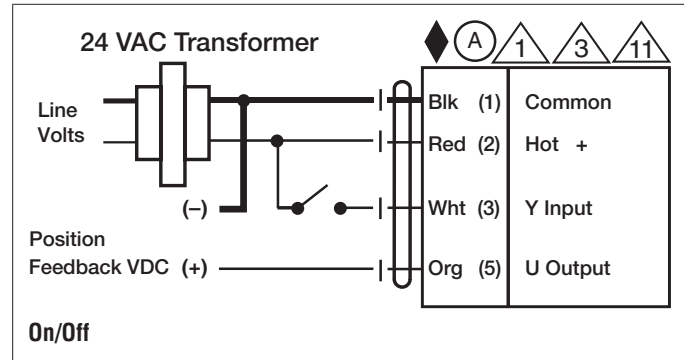 24 VAC Transformer
A 1 3 11
Line
Volts
Blk (1) Common
Red (2) Hot +
(–)
Wht (3) Y Input
Position
Feedback VDC (+)
Org (5) U Output
On/Off